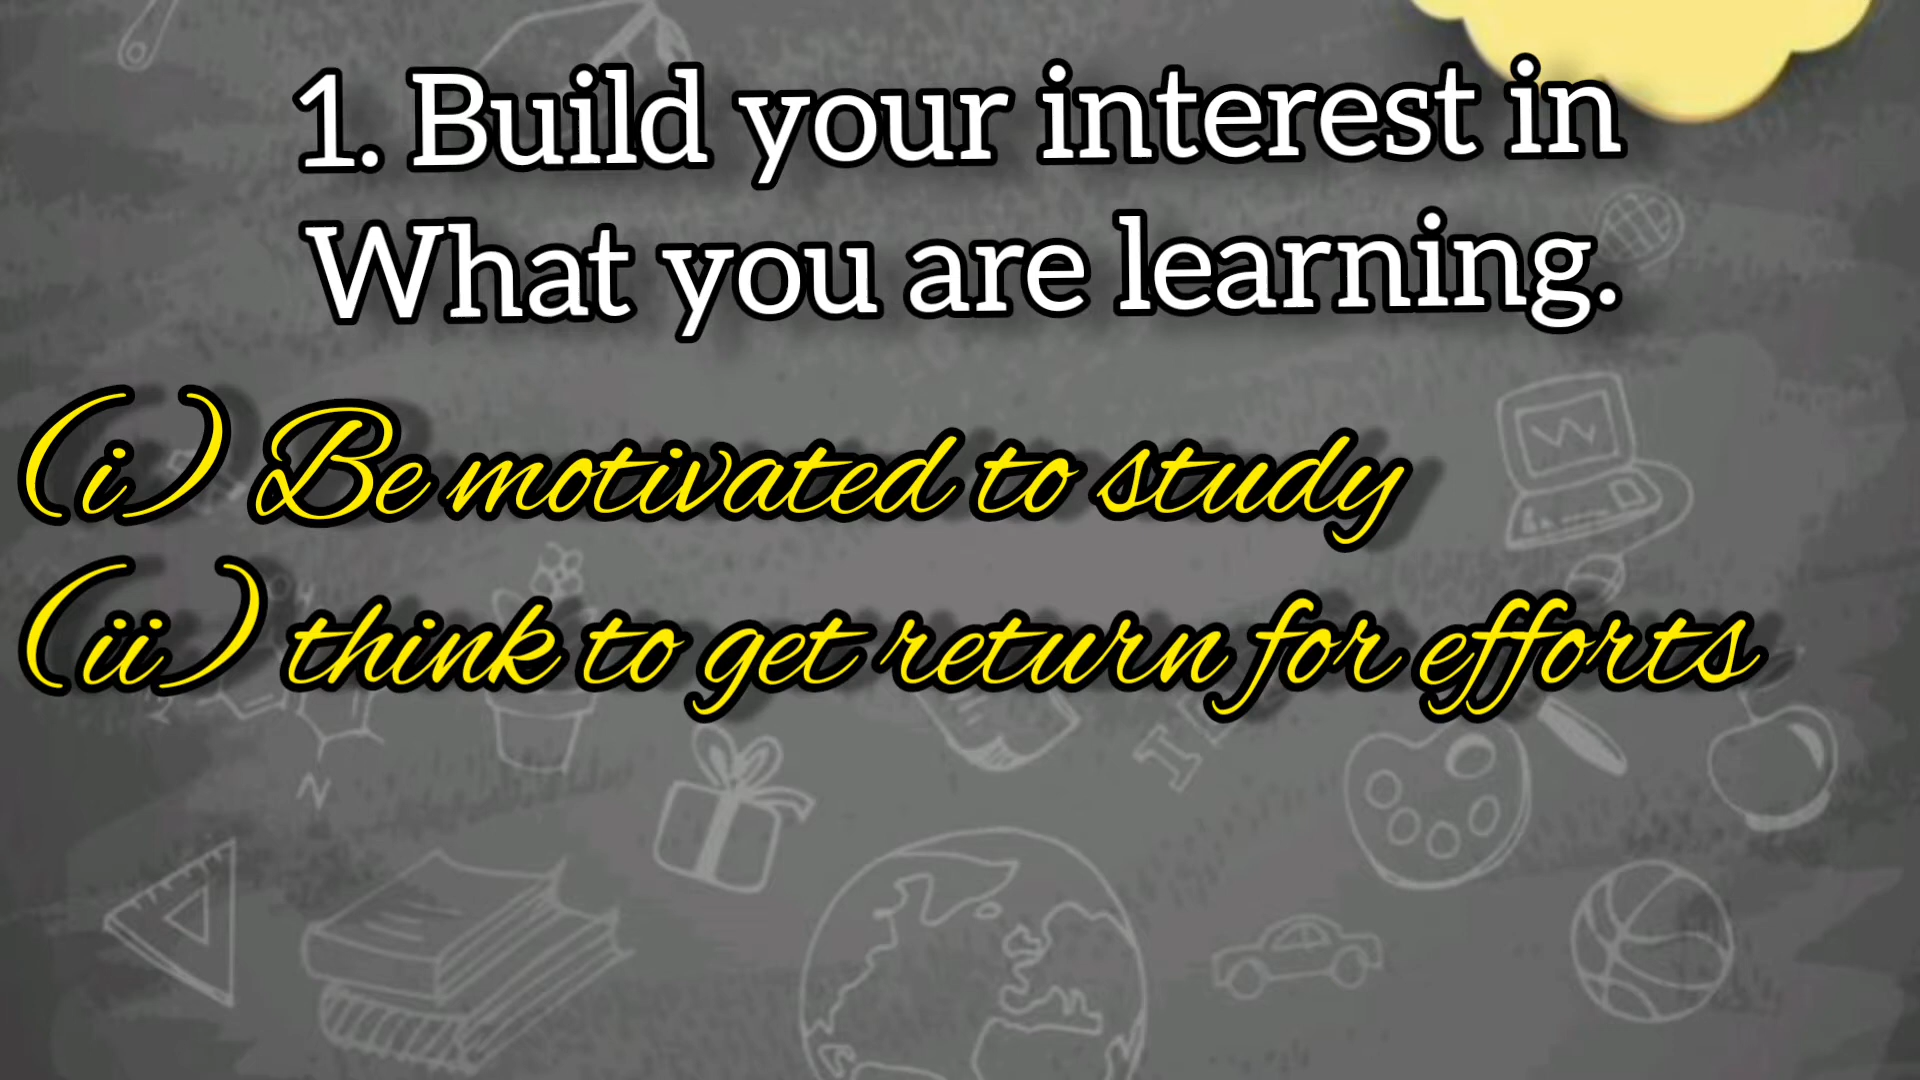 1. Build your interest in
What you are learning.
(i) Be motivated to study
(ii) think to get return for efforts